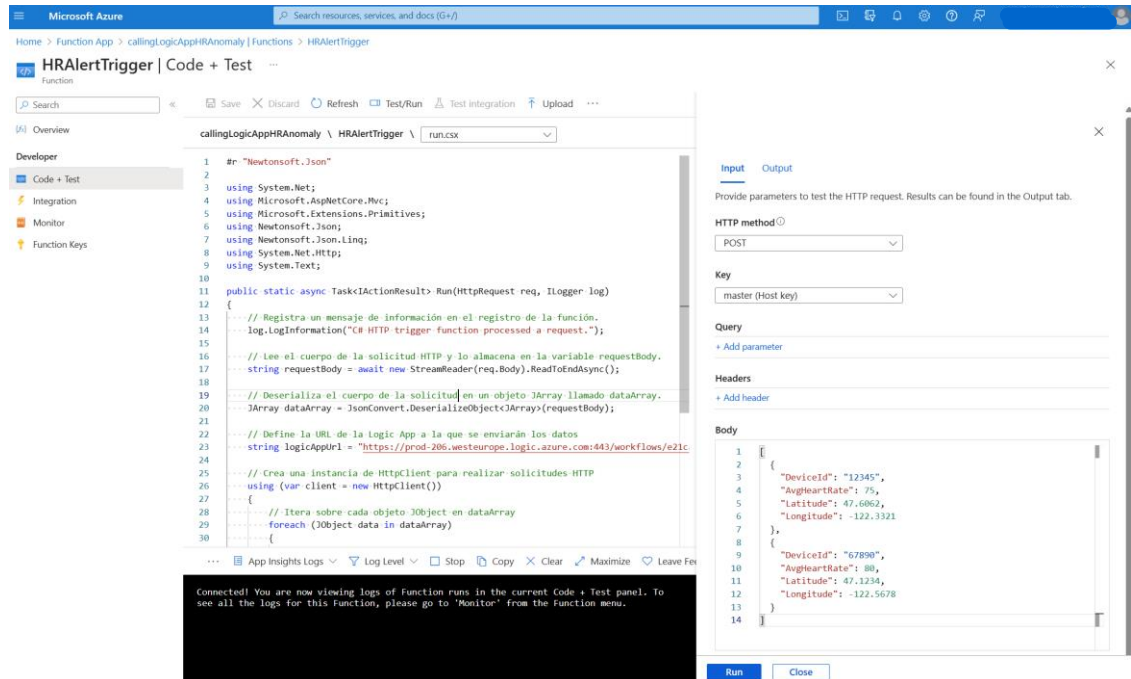 Microsoft Azure
Search resources, services, and docs (G+/)
Home > Function App > callingLogicAppHRAnomaly | Functions > HRAlertTrigger
HRAlertTrigger | Code + Test ...
Function
Search
Overview
Developer
Code + Test
Integration
Monitor
Function Keys
Save Discard Refresh Test/Run Test integration Upload ...
callingLogicAppHRAnomaly \ HRAlertTrigger \ run.csx
1 #r "Newtonsoft.Json"
2
3 using System.Net;
4 using Microsoft.AspNetCore.Mvc;
5 using Microsoft.Extensions.Primitives;
6 using Newtonsoft.Json;
7 using Newtonsoft.Json.Linq;
8 using System.Net.Http;
9 using System.Text;
10
11 public static async Task<IActionResult> Run(HttpRequest req, ILogger log)
12 {
13 // Registra un mensaje de información en el registro de la función.
14 log.LogInformation("C# HTTP trigger function processed a request.");
15
16 // Lee el cuerpo de la solicitud HTTP y lo almacena en la variable requestBody.
17 string requestBody = await new StreamReader(req.Body).ReadToEndAsync();
18
19 // Deserializa el cuerpo de la solicitud en un objeto JArray llamado dataArray.
20 JArray dataArray = JsonConvert.DeserializeObject<JArray>(requestBody);
21
22 // Define la URL de la Logic App a la que se enviarán los datos
23 string logicAppUrl = "https://prod-206.westeurope.logic.azure.com:443/workflows/e21c
24
25 // Crea una instancia de HttpClient para realizar solicitudes HTTP
26 using (var client = new HttpClient())
27 {
28 // Itera sobre cada objeto JObject en dataArray
29 foreach (JObject data in dataArray)
30 {
... App Insights Logs Log Level Stop Copy Clear Maximize Leave Fee
Connected! You are now viewing logs of Function runs in the current Code + Test panel. To
see all the logs for this Function, please go to 'Monitor' from the Function menu.
Input Output
Provide parameters to test the HTTP request. Results can be found in the Output tab.
HTTP method
POST
Key
master (Host key)
Query
+ Add parameter
Headers
+ Add header
Body
1 [
2 {
3 "DeviceId": "12345",
4 "AvgHeartRate": 75,
5 "Latitude": 47.6062,
6 "Longitude": -122.3321
7 },
8 {
9 "DeviceId": "67890",
10 "AvgHeartRate": 80,
11 "Latitude": 47.1234,
12 "Longitude": -122.5678
13 }
14 ]
Run Close